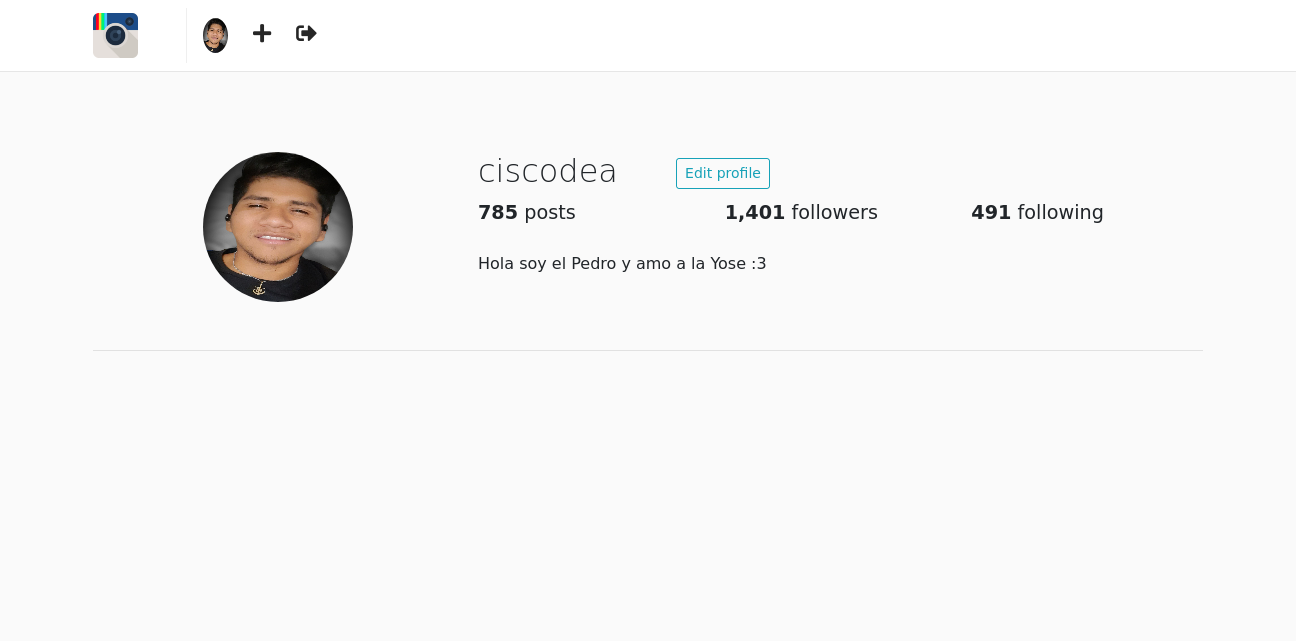 ciscodea
Edit profile
785 posts
1,401 followers
491 following
Hola soy el Pedro y amo a la Yose :3